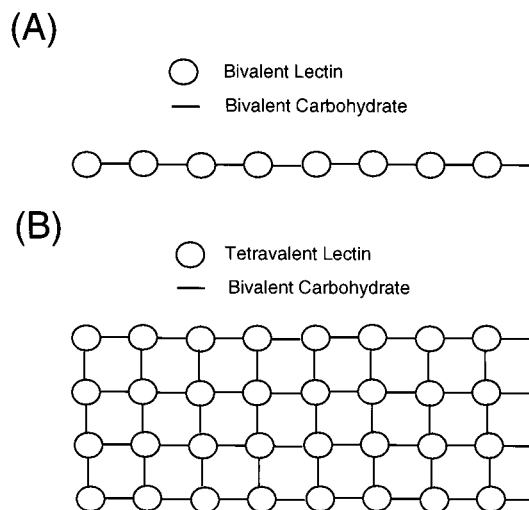 (A)
Bivalent Lectin
Bivalent Carbohydrate
(B)
Tetravalent Lectin
Bivalent Carbohydrate